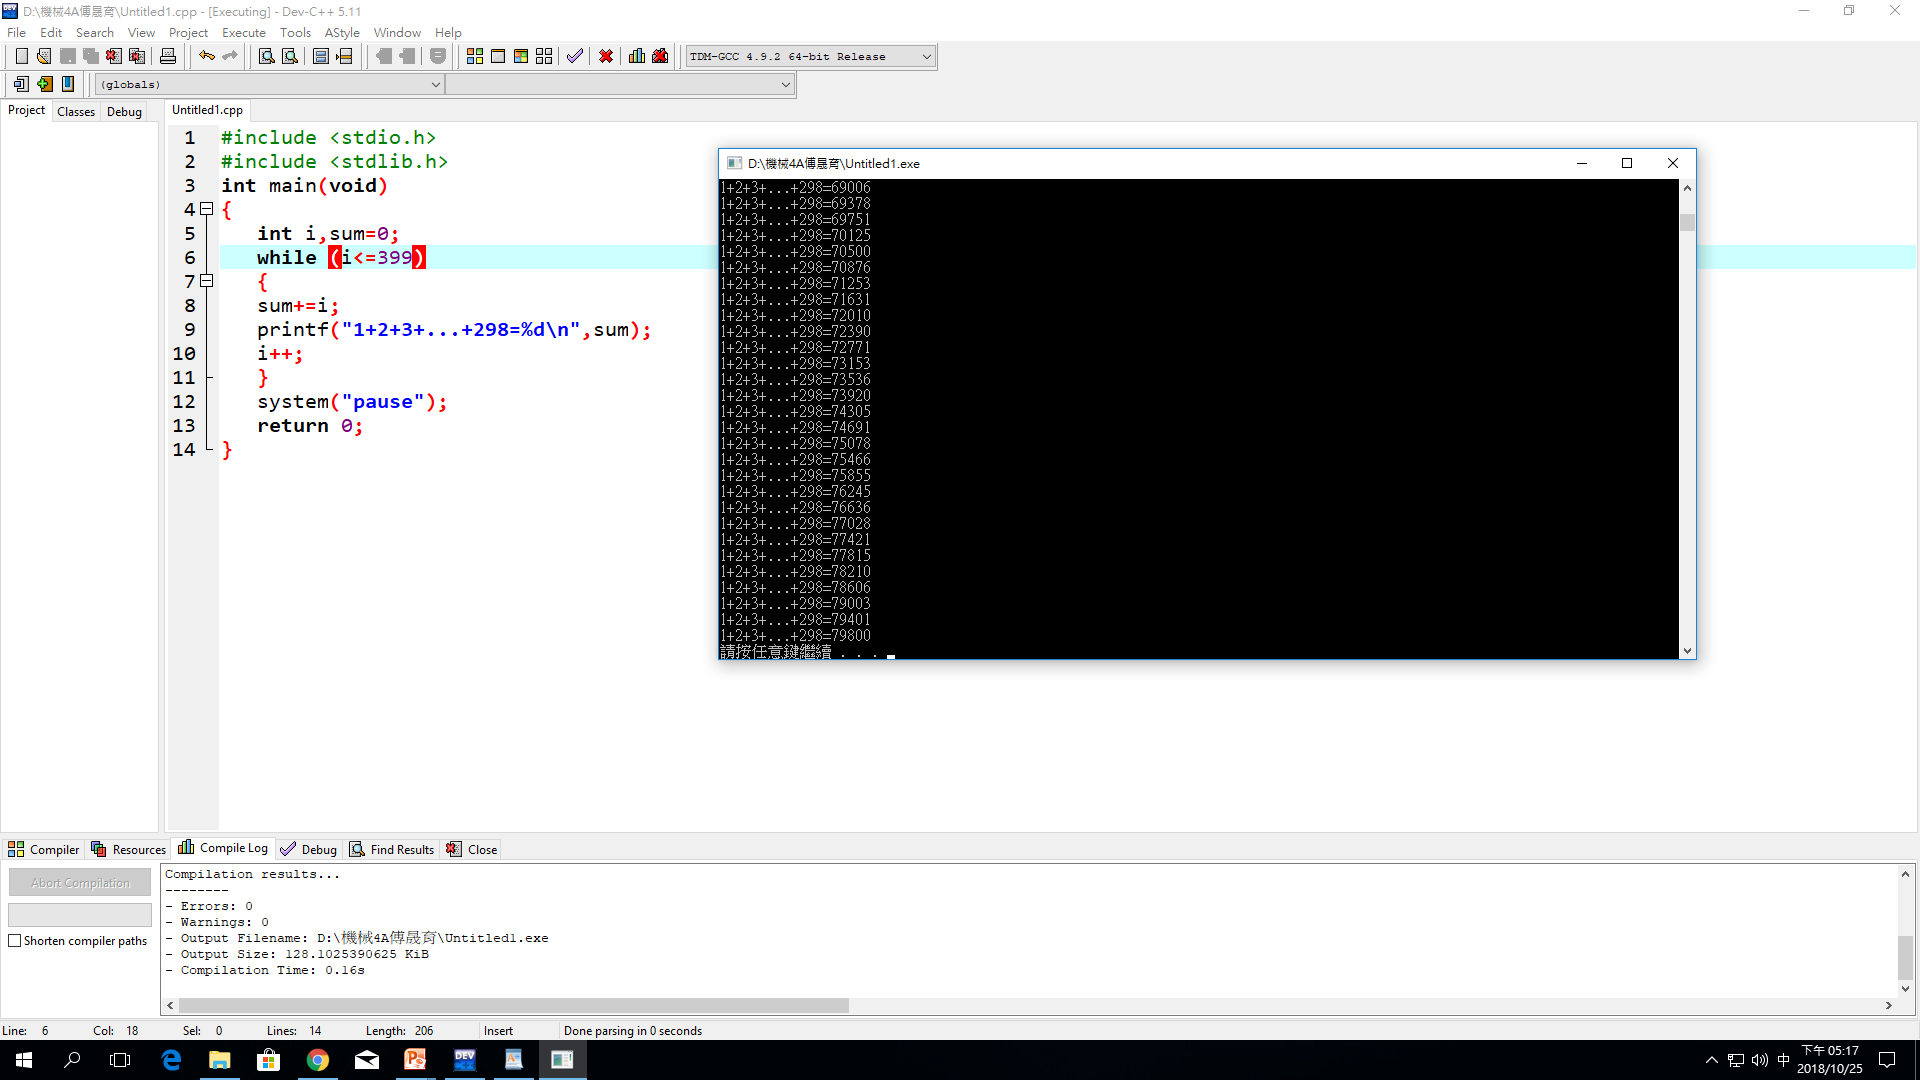 D:\機械4A傅晟育\Untitled1.cpp - [Executing] - Dev-C++ 5.11
File Edit Search View Project Execute Tools AStyle Window Help
TDM-GCC 4.9.2 64-bit Release
(globals)
Project Classes Debug
Untitled1.cpp
1 #include <stdio.h>
2 #include <stdlib.h>
3 int main(void)
4 {
5 int i,sum=0;
6 while (i<=399)
7 {
8 sum+=i;
9 printf("1+2+3+...+298=%d\n",sum);
10 i++;
11 }
12 system("pause");
13 return 0;
14 }
D:\機械4A傅晟育\Untitled1.exe
1+2+3+...+298=69006
1+2+3+...+298=69378
1+2+3+...+298=69751
1+2+3+...+298=70125
1+2+3+...+298=70500
1+2+3+...+298=70876
1+2+3+...+298=71253
1+2+3+...+298=71631
1+2+3+...+298=72010
1+2+3+...+298=72390
1+2+3+...+298=72771
1+2+3+...+298=73153
1+2+3+...+298=73536
1+2+3+...+298=73920
1+2+3+...+298=74305
1+2+3+...+298=74691
1+2+3+...+298=75078
1+2+3+...+298=75466
1+2+3+...+298=75855
1+2+3+...+298=76245
1+2+3+...+298=76636
1+2+3+...+298=77028
1+2+3+...+298=77421
1+2+3+...+298=77815
1+2+3+...+298=78210
1+2+3+...+298=78606
1+2+3+...+298=79003
1+2+3+...+298=79401
1+2+3+...+298=79800
請按任意鍵繼續 . . .
Compiler Resources Compile Log Debug Find Results Close
Abort Compilation
Shorten compiler paths
Compilation results...
--------
- Errors: 0
- Warnings: 0
- Output Filename: D:\機械4A傅晟育\Untitled1.exe
- Output Size: 128.1025390625 KiB
- Compilation Time: 0.16s
Line: 6 Col: 18 Sel: 0 Lines: 14 Length: 206 Insert Done parsing in 0 seconds
DEV
中
下午 05:17
2018/10/25